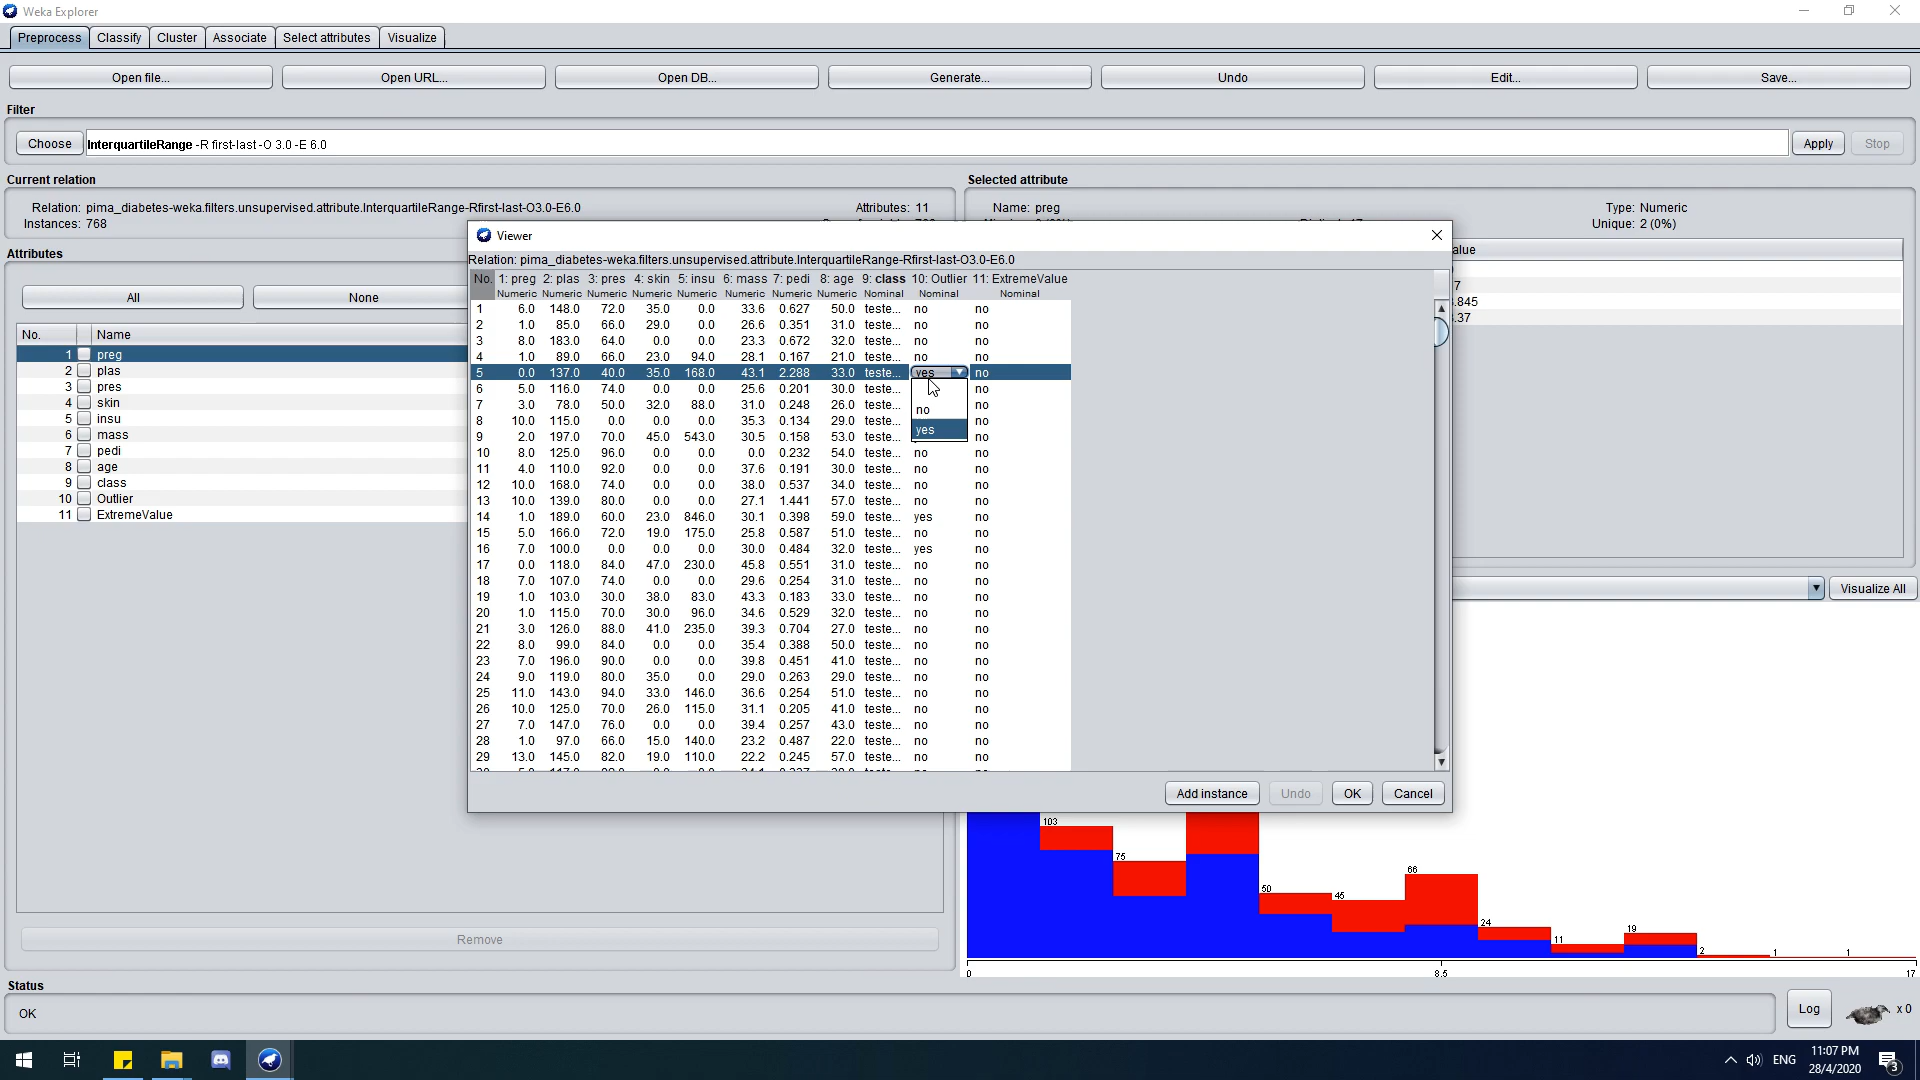 Weka Explorer
Preprocess Classify Cluster Associate Select attributes Visualize
Open file... Open URL... Open DB... Generate... Undo Edit... Save...
Filter
Choose InterquartileRange -R first-last -O 3.0 -E 6.0 Apply Stop
Current relation
Relation: pima_diabetes-weka.filters.unsupervised.attribute.InterquartileRange-Rfirst-last-O3.0-E6.0 Attributes: 11
Instances: 768
Selected attribute
Name: preg Type: Numeric
Unique: 2 (0%)
Attributes
All None
No. Name
1 preg
2 plas
3 pres
4 skin
5 insu
6 mass
7 pedi
8 age
9 class
10 Outlier
11 ExtremeValue
Remove
Viewer
Relation: pima_diabetes-weka.filters.unsupervised.attribute.InterquartileRange-Rfirst-last-O3.0-E6.0
No. 1: preg 2: plas 3: pres 4: skin 5: insu 6: mass 7: pedi 8: age 9: class 10: Outlier 11: ExtremeValue
Numeric Numeric Numeric Numeric Numeric Numeric Numeric Numeric Nominal Nominal Nominal
1 6.0 148.0 72.0 35.0 0.0 33.6 0.627 50.0 teste... no no
2 1.0 85.0 66.0 29.0 0.0 26.6 0.351 31.0 teste... no no
3 8.0 183.0 64.0 0.0 0.0 23.3 0.672 32.0 teste... no no
4 1.0 89.0 66.0 23.0 94.0 28.1 0.167 21.0 teste... no no
5 0.0 137.0 40.0 35.0 168.0 43.1 2.288 33.0 teste... yes no
6 5.0 116.0 74.0 0.0 0.0 25.6 0.201 30.0 teste... no
7 3.0 78.0 50.0 32.0 88.0 31.0 0.248 26.0 teste... no
8 10.0 115.0 0.0 0.0 0.0 35.3 0.134 29.0 teste... no
9 2.0 197.0 70.0 45.0 543.0 30.5 0.158 53.0 teste... no
no
yes
10 8.0 125.0 96.0 0.0 0.0 0.0 0.232 54.0 teste... no no
11 4.0 110.0 92.0 0.0 0.0 37.6 0.191 30.0 teste... no no
12 10.0 168.0 74.0 0.0 0.0 38.0 0.537 34.0 teste... no no
13 10.0 139.0 80.0 0.0 0.0 27.1 1.441 57.0 teste... no no
14 1.0 189.0 60.0 23.0 846.0 30.1 0.398 59.0 teste... yes no
15 5.0 166.0 72.0 19.0 175.0 25.8 0.587 51.0 teste... no no
16 7.0 100.0 0.0 0.0 0.0 30.0 0.484 32.0 teste... yes no
17 0.0 118.0 84.0 47.0 230.0 45.8 0.551 31.0 teste... no no
18 7.0 107.0 74.0 0.0 0.0 29.6 0.254 31.0 teste... no no
19 1.0 103.0 30.0 38.0 83.0 43.3 0.183 33.0 teste... no no
20 1.0 115.0 70.0 30.0 96.0 34.6 0.529 32.0 teste... no no
21 3.0 126.0 88.0 41.0 235.0 39.3 0.704 27.0 teste... no no
22 8.0 99.0 84.0 0.0 0.0 35.4 0.388 50.0 teste... no no
23 7.0 196.0 90.0 0.0 0.0 39.8 0.451 41.0 teste... no no
24 9.0 119.0 80.0 35.0 0.0 29.0 0.263 29.0 teste... no no
25 11.0 143.0 94.0 33.0 146.0 36.6 0.254 51.0 teste... no no
26 10.0 125.0 70.0 26.0 115.0 31.1 0.205 41.0 teste... no no
27 7.0 147.0 76.0 0.0 0.0 39.4 0.257 43.0 teste... no no
28 1.0 97.0 66.0 15.0 140.0 23.2 0.487 22.0 teste... no no
29 13.0 145.0 82.0 19.0 110.0 22.2 0.245 57.0 teste... no no
Add instance Undo OK Cancel
alue
7
.845
.37
Visualize All
103
75
50
45
66
24
11
19
2
1
1
0 8.5 17
Status
OK
Log x 0
ENG 11:07 PM
28/4/2020
3